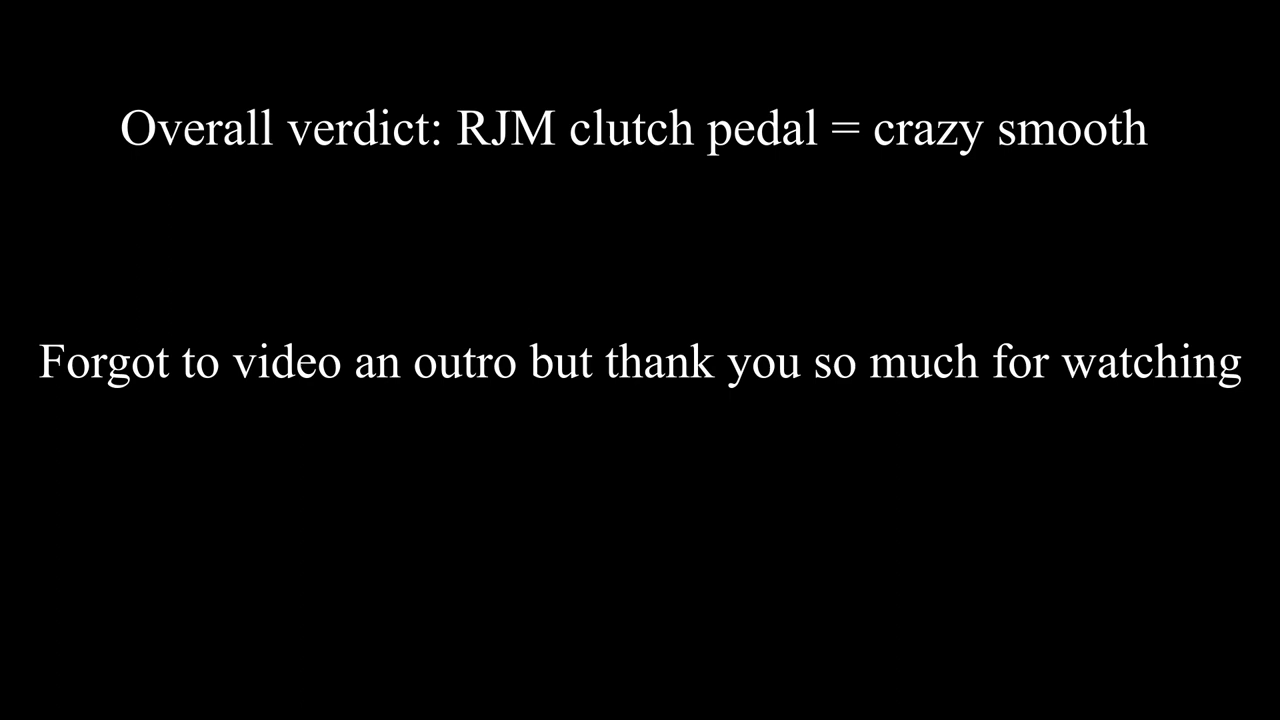 Overall verdict: RJM clutch pedal = crazy smooth
Forgot to video an outro but thank you so much for watching